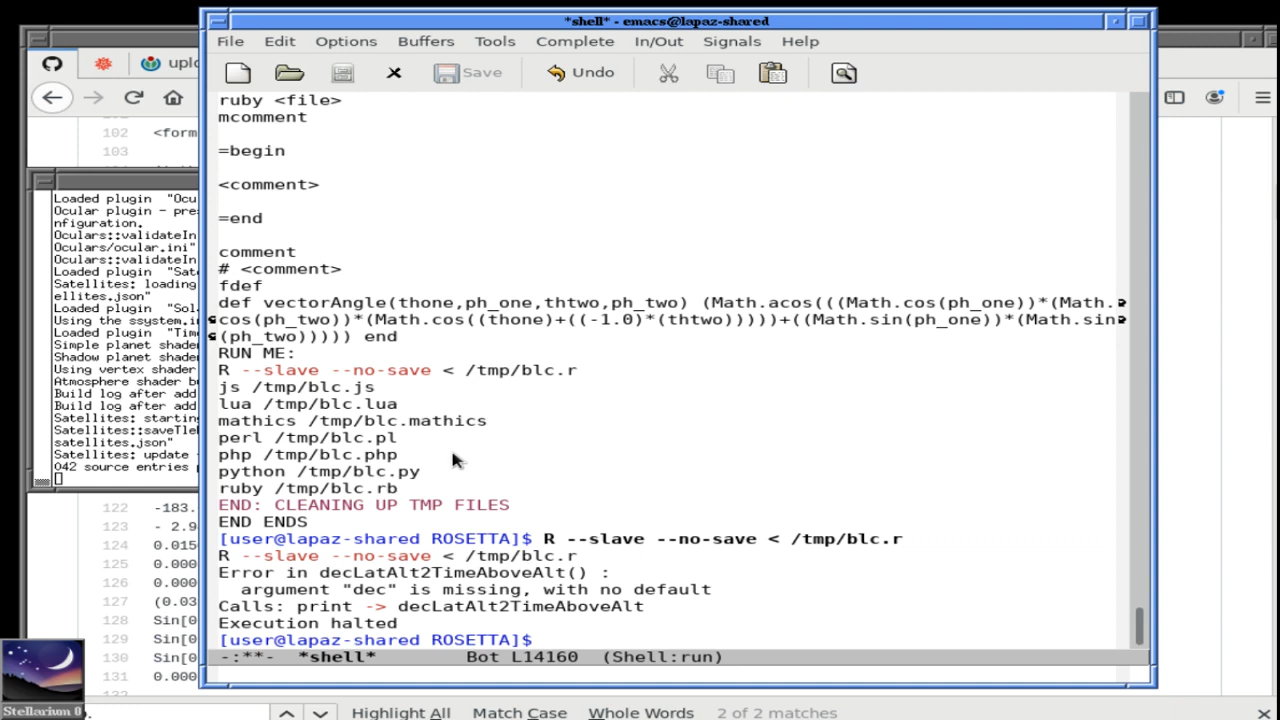 *shell* - emacs@lapaz-shared
File Edit Options Buffers Tools Complete In/Out Signals Help
Save Undo
uplo
102 <form
103
Loaded plugin "Ocu
Ocular plugin - pre
nfiguration.
Oculars::validateIn
Oculars/ocular.ini"
Oculars::validateIn
Loaded plugin "Sat
Satellites: loading
ellites.json"
Loaded plugin "Sol
Using the ssystem.in
Loaded plugin "Time
Simple planet shade
Shadow planet shade
Using vertex shader
Atmosphere shader bu
Build log after add
Build log after add
Satellites: startin
Satellites::saveTle
satellites.json"
Satellites: update
042 source entries
122 -183.
123 - 2.9
124 0.015
125 0.000
126 0.000
127 (0.03
128 Sin[0
129 Sin[0
130 Sin[0
131 0.000
ruby <file>
mcomment
=begin
<comment>
=end
comment
# <comment>
fdef
def vectorAngle(thone,ph_one,thtwo,ph_two) (Math.acos(((Math.cos(ph_one))*(Math.
cos(ph_two))*(Math.cos((thone)+((-1.0)*(thtwo)))))+((Math.sin(ph_one))*(Math.sin
(ph_two))))) end
RUN ME:
R --slave --no-save < /tmp/blc.r
js /tmp/blc.js
lua /tmp/blc.lua
mathics /tmp/blc.mathics
perl /tmp/blc.pl
php /tmp/blc.php
python /tmp/blc.py
ruby /tmp/blc.rb
END: CLEANING UP TMP FILES
END ENDS
[user@lapaz-shared ROSETTA]$ R --slave --no-save < /tmp/blc.r
R --slave --no-save < /tmp/blc.r
Error in decLatAlt2TimeAboveAlt() :
  argument "dec" is missing, with no default
Calls: print -> decLatAlt2TimeAboveAlt
Execution halted
[user@lapaz-shared ROSETTA]$
-:**- *shell* Bot L14160 (Shell:run)
Stellarium 0
Highlight All Match Case Whole Words 2 of 2 matches